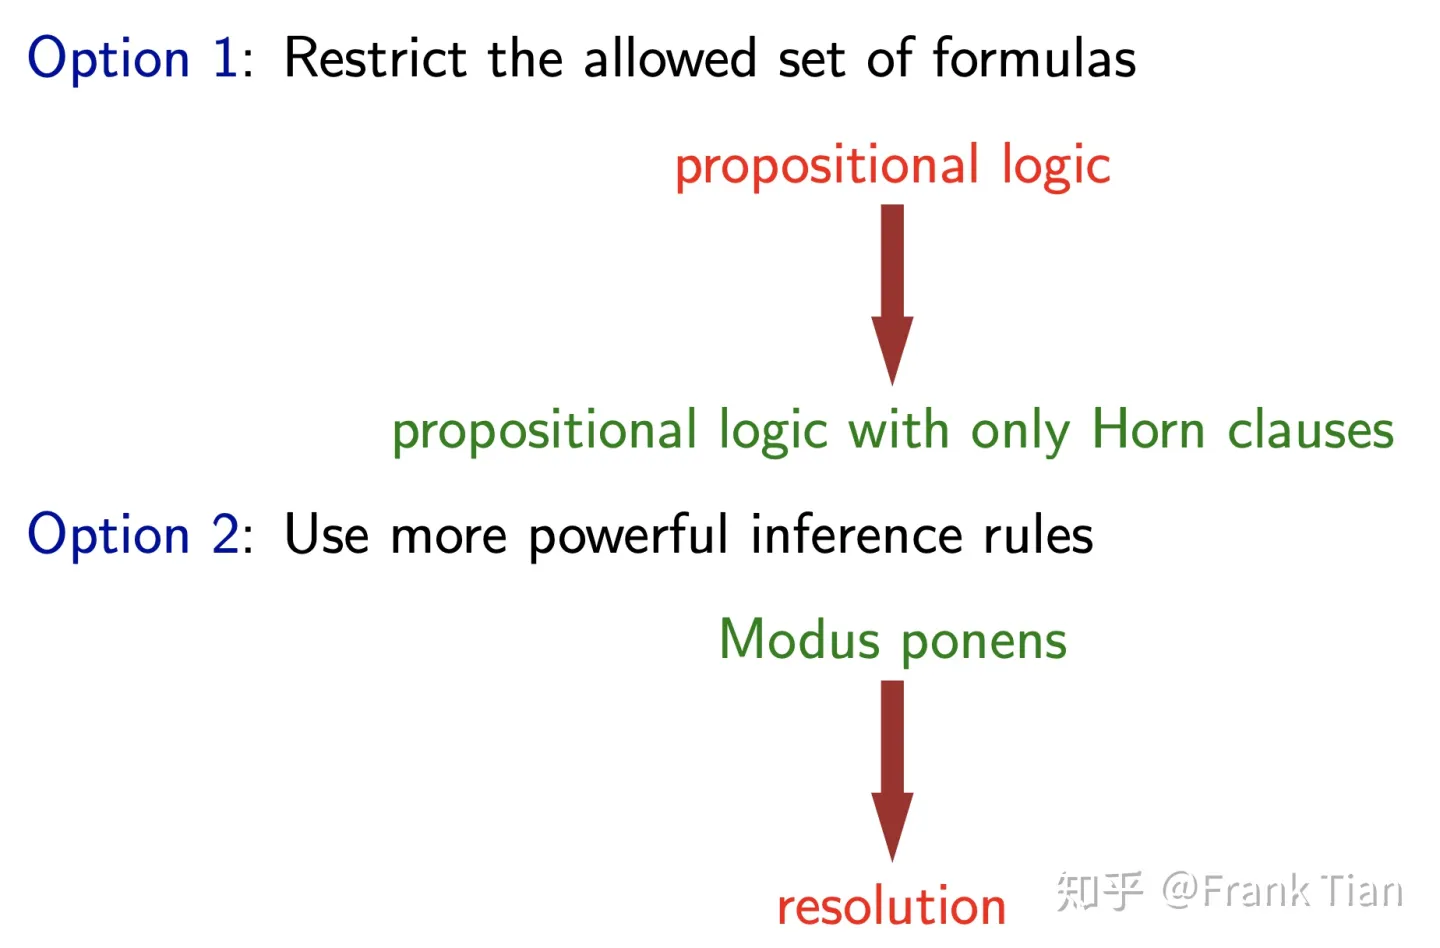 Option 1: Restrict the allowed set of formulas
propositional logic
propositional logic with only Horn clauses
Option 2: Use more powerful inference rules
Modus ponens
resolution
知乎 @Frank Tian